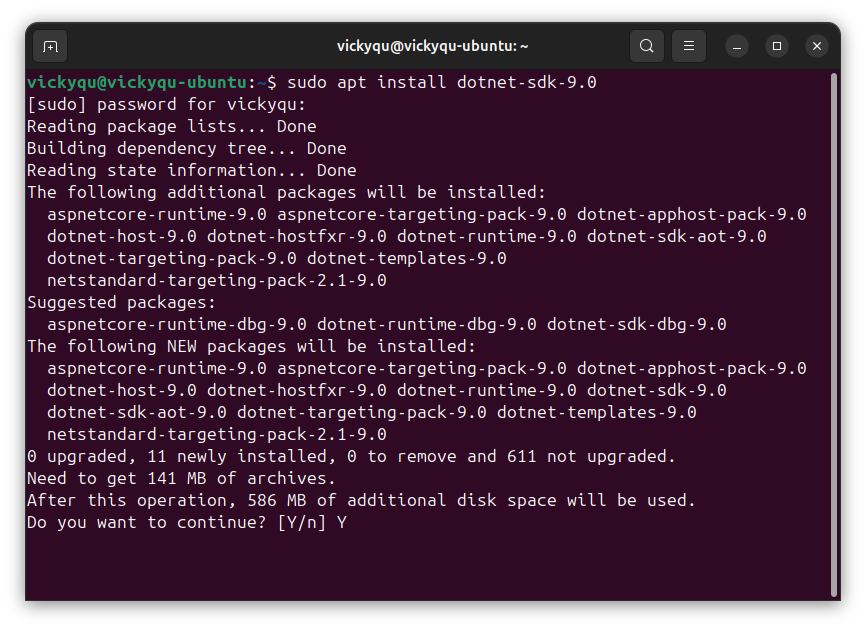 vickyqu@vickyqu-ubuntu: ~
vickyqu@vickyqu-ubuntu:~$ sudo apt install dotnet-sdk-9.0
[sudo] password for vickyqu:
Reading package lists... Done
Building dependency tree... Done
Reading state information... Done
The following additional packages will be installed:
  aspnetcore-runtime-9.0 aspnetcore-targeting-pack-9.0 dotnet-apphost-pack-9.0
  dotnet-host-9.0 dotnet-hostfxr-9.0 dotnet-runtime-9.0 dotnet-sdk-aot-9.0
  dotnet-targeting-pack-9.0 dotnet-templates-9.0
  netstandard-targeting-pack-2.1-9.0
Suggested packages:
  aspnetcore-runtime-dbg-9.0 dotnet-runtime-dbg-9.0 dotnet-sdk-dbg-9.0
The following NEW packages will be installed:
  aspnetcore-runtime-9.0 aspnetcore-targeting-pack-9.0 dotnet-apphost-pack-9.0
  dotnet-host-9.0 dotnet-hostfxr-9.0 dotnet-runtime-9.0 dotnet-sdk-9.0
  dotnet-sdk-aot-9.0 dotnet-targeting-pack-9.0 dotnet-templates-9.0
  netstandard-targeting-pack-2.1-9.0
0 upgraded, 11 newly installed, 0 to remove and 611 not upgraded.
Need to get 141 MB of archives.
After this operation, 586 MB of additional disk space will be used.
Do you want to continue? [Y/n] Y